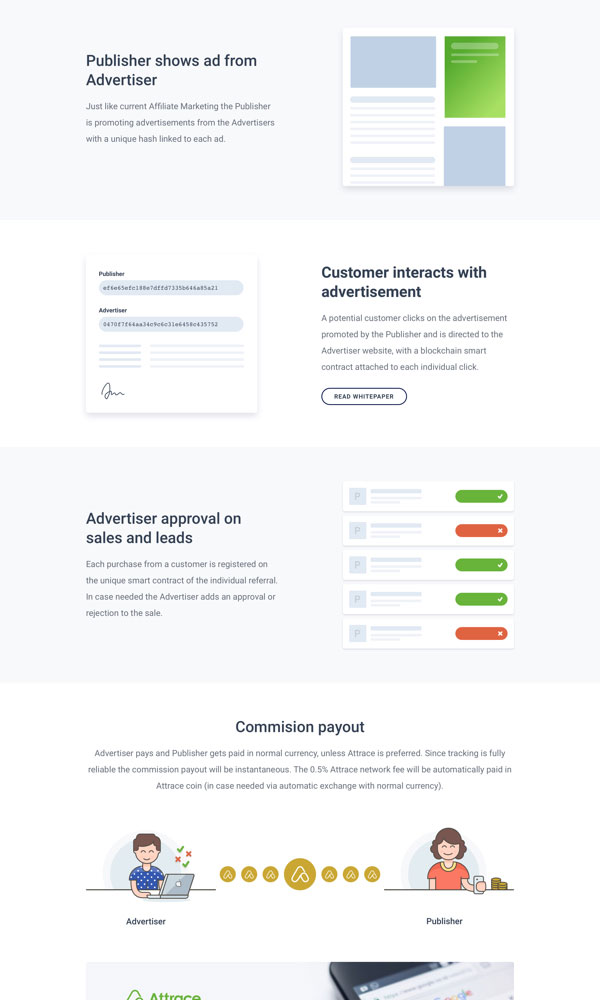 Publisher shows ad from
Advertiser
Just like current Affiliate Marketing the Publisher
is promoting advertisements from the Advertisers
with a unique hash linked to each ad.
Publisher
ef6e65efc188e7dffd7335b646a85a21
Advertiser
0470f7f64aa34c9c6c31e6458c435752
Customer interacts with
advertisement
A potential customer clicks on the advertisement
promoted by the Publisher and is directed to the
Advertiser website, with a blockchain smart
contract attached to each individual click.
READ WHITEPAPER
Advertiser approval on
sales and leads
Each purchase from a customer is registered on
the unique smart contract of the individual referral.
In case needed the Advertiser adds an approval or
rejection to the sale.
P
P
P
P
P
Commision payout
Advertiser pays and Publisher gets paid in normal currency, unless Attrace is preferred. Since tracking is fully
reliable the commission payout will be instantaneous. The 0.5% Attrace network fee will be automatically paid in
Attrace coin (in case needed via automatic exchange with normal currency).
Advertiser
Publisher
Attrace